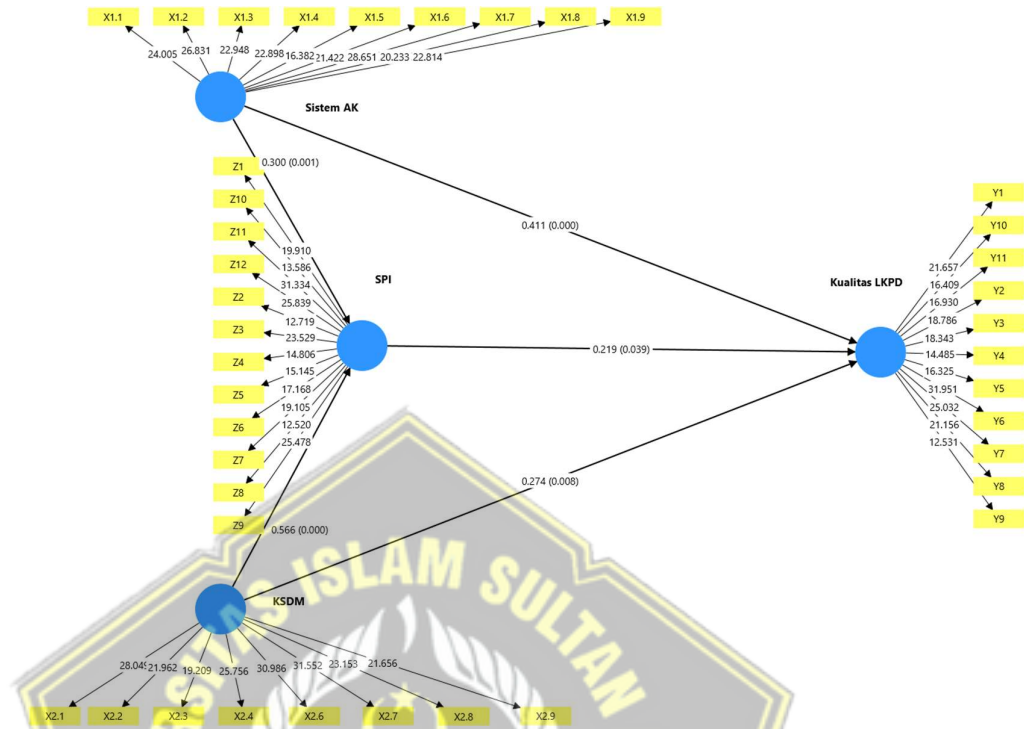 X1.1 X1.2 X1.3 X1.4 X1.5 X1.6 X1.7 X1.8 X1.9
24.005 26.831 22.948 22.898 16.382 21.422 28.651 20.233 22.814
Sistem AK
0.300 (0.001)
0.411 (0.000)
Z1
Z10
Z11
Z12
Z2
Z3
Z4
Z5
Z6
Z7
Z8
Z9
19.910
13.586
31.334
25.839
12.719
23.529
14.806
15.145
17.168
19.105
12.520
25.478
SPI
0.219 (0.039)
Kualitas LKPD
21.657
16.409
16.930
18.786
18.343
14.485
16.325
31.951
25.032
21.156
12.531
Y1
Y10
Y11
Y2
Y3
Y4
Y5
Y6
Y7
Y8
Y9
0.274 (0.008)
0.566 (0.000)
KSDM
28.049 21.962 19.209 25.756 30.986 31.552 23.153 21.656
X2.1 X2.2 X2.3 X2.4 X2.6 X2.7 X2.8 X2.9
SITAS ISLAM SULTAN